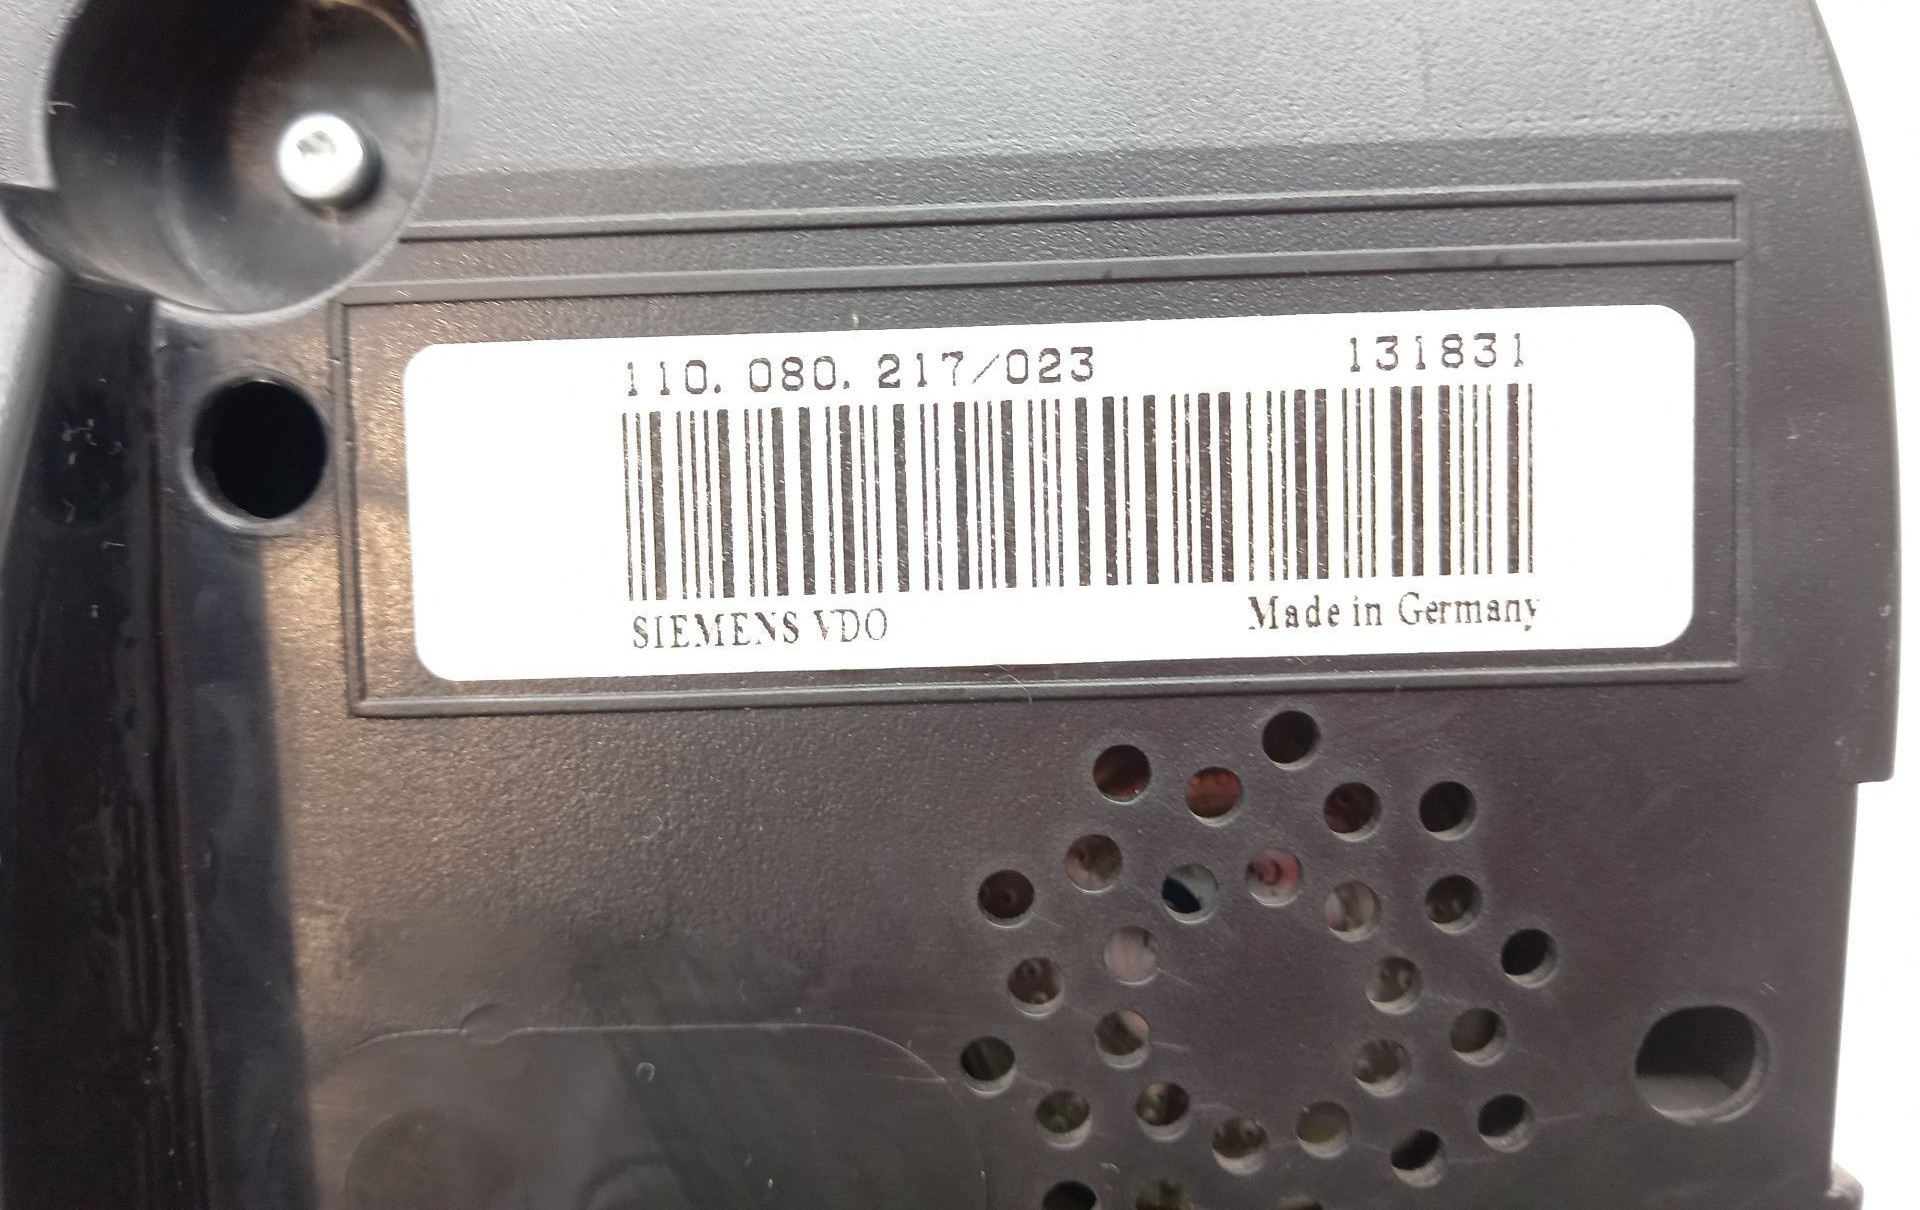 110.080.217/023 131831
SIEMENS VDO Made in Germany